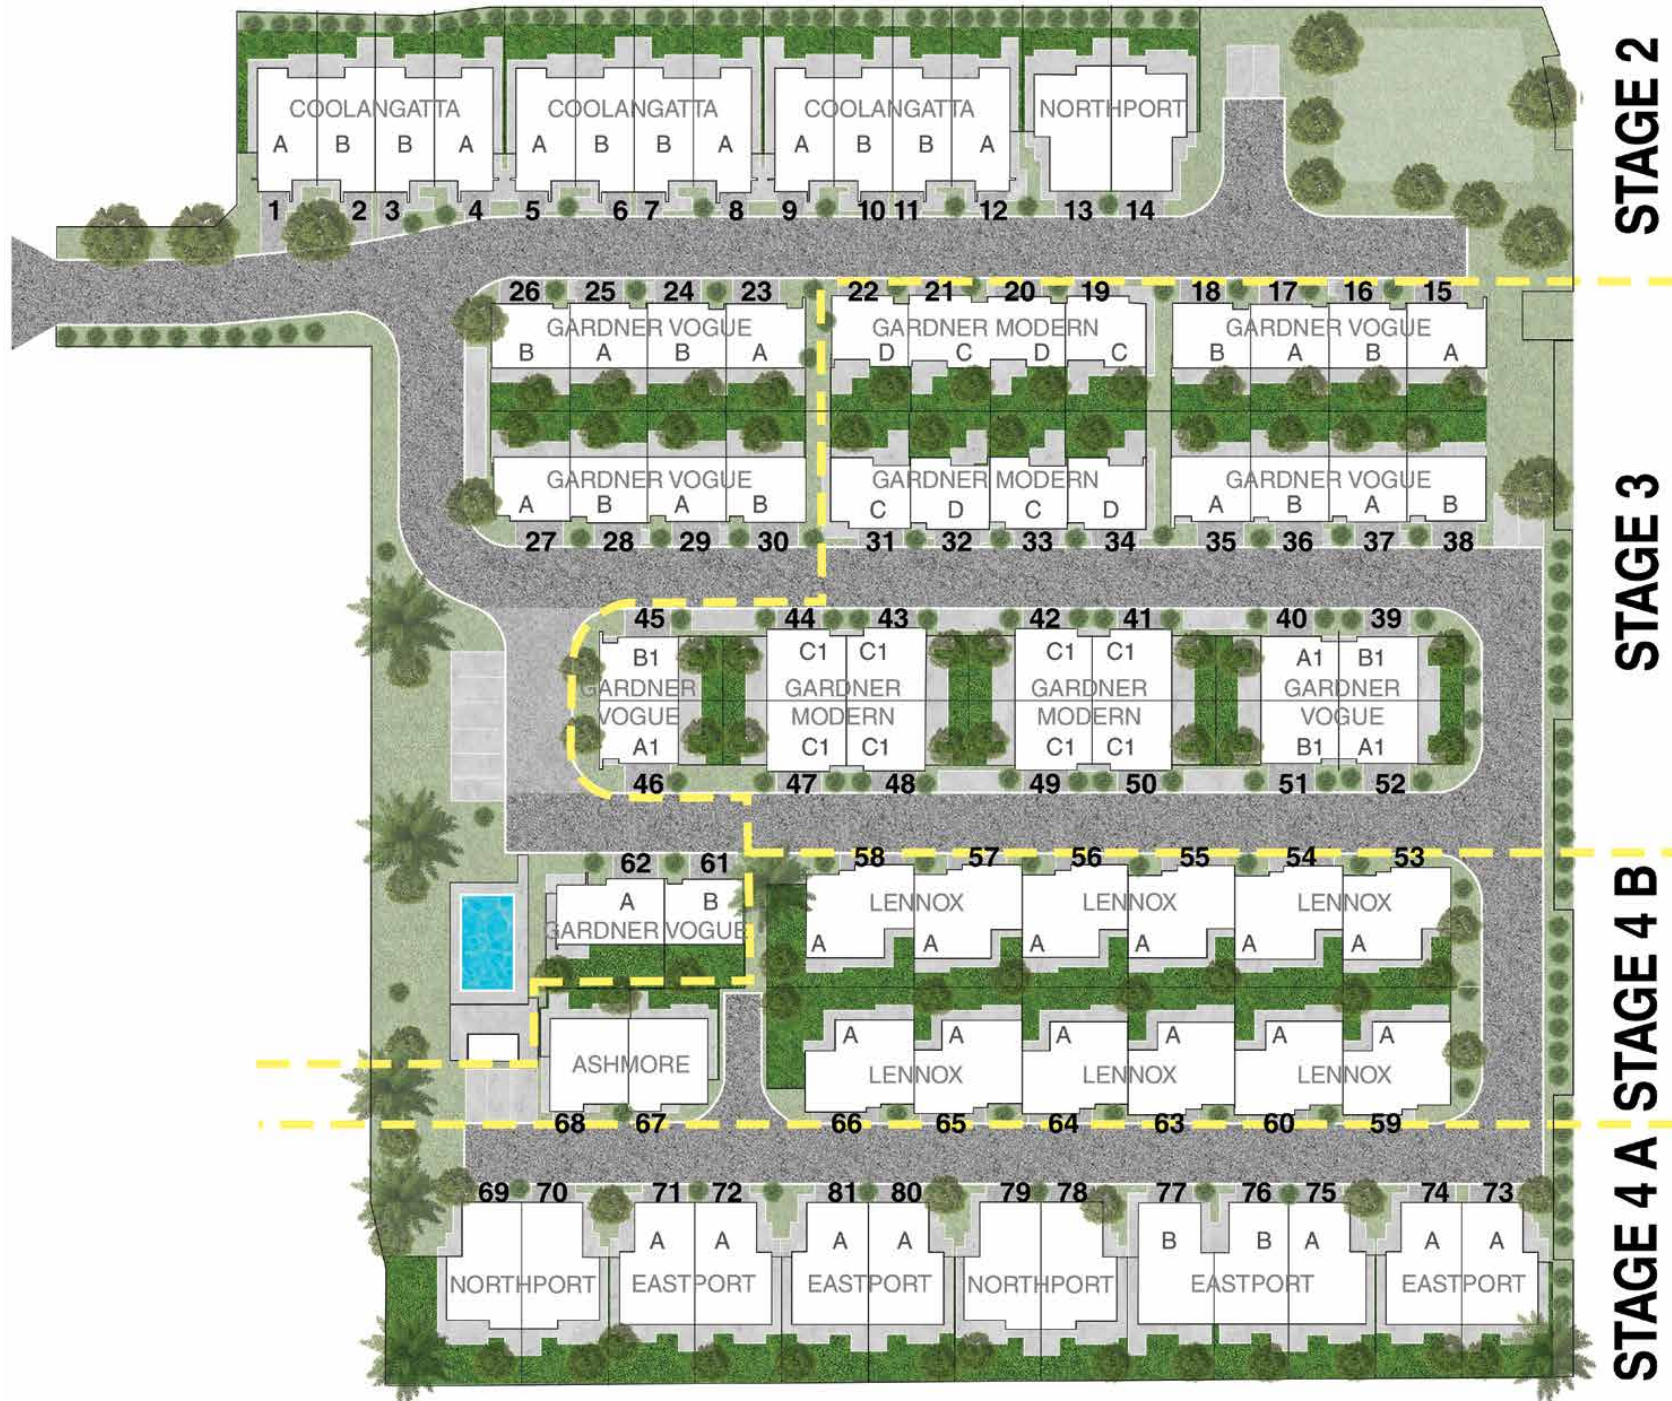 STAGE 2
COOLANGATTA COOLANGATTA COOLANGATTA NORTHPORT
A B B A A B B A A B B A
1 2 3 4 5 6 7 8 9 10 11 12 13 14
STAGE 3
26 25 24 23 22 21 20 19 18 17 16 15
GARDNER VOGUE GARDNER MODERN GARDNER VOGUE
B A B A D C D C B A B A
GARDNER VOGUE GARDNER MODERN GARDNER VOGUE
A B A B C D C D A B A B
27 28 29 30 31 32 33 34 35 36 37 38
45 44 43 42 41 40 39
B1 C1 C1 C1 C1 A1 B1
GARDNER GARDNER GARDNER GARDNER
VOGUE MODERN MODERN VOGUE
A1 C1 C1 C1 C1 B1 A1
46 47 48 49 50 51 52
STAGE 4 B
62 61 58 57 56 55 54 53
A B LENNOX LENNOX LENNOX
GARDNER VOGUE
A A A A A A
A A A A A A
ASHMORE LENNOX LENNOX LENNOX
68 67 66 65 64 63 60 59
STAGE 4 A
69 70 71 72 81 80 79 78 77 76 75 74 73
A A A A B B A A A
NORTHPORT EASTPORT EASTPORT NORTHPORT EASTPORT EASTPORT